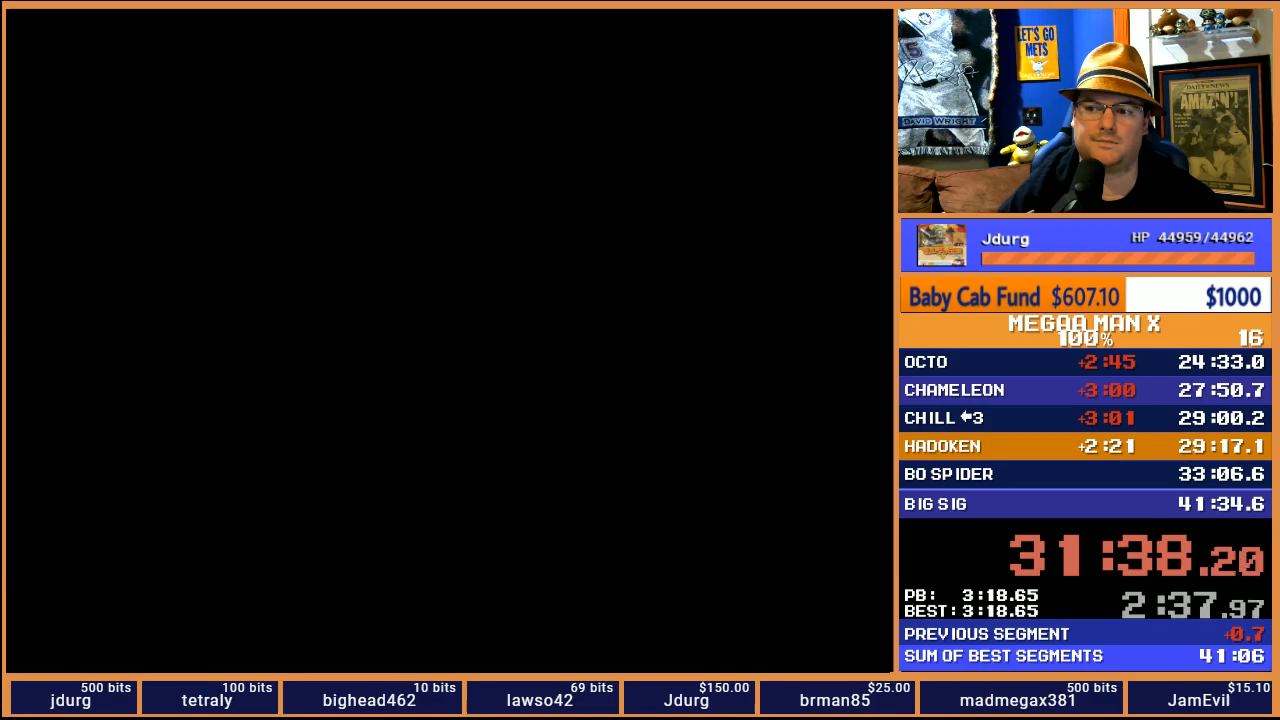 LET'S GO
METS
5
DAVID WRIGHT
DAILY NEWS
AMAZIN'!
Jdurg HP 44959/44962
Baby Cab Fund $607.10 $1000
MEGAA MAN X
100% 16
OCTO +2:45 24:33.0
CHAMELEON +3:00 27:50.7
CHILL ←3 +3:01 29:00.2
HADOKEN +2:21 29:17.1
BO SPIDER 33:06.6
BIG SIG 41:34.6
31:38.20
PB: 3:18.65
BEST: 3:18.65
2:37.97
PREVIOUS SEGMENT +0.7
SUM OF BEST SEGMENTS 41:06
500 bits
jdurg
100 bits
tetraly
10 bits
bighead462
69 bits
lawso42
$150.00
Jdurg
$25.00
brman85
500 bits
madmegax381
$15.10
JamEvil